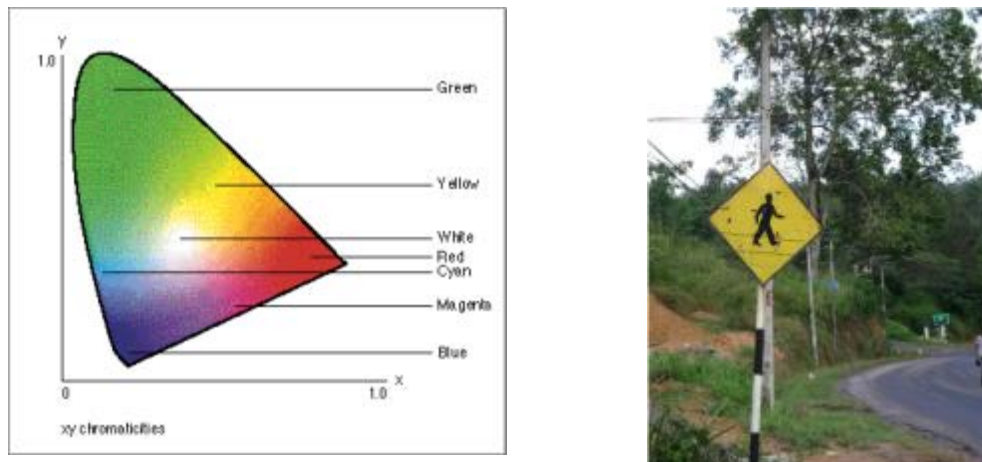 y
1.0
Green
Yellow
White
Red
Cyan
Magenta
Blue
0
1.0
x
xy chromaticities